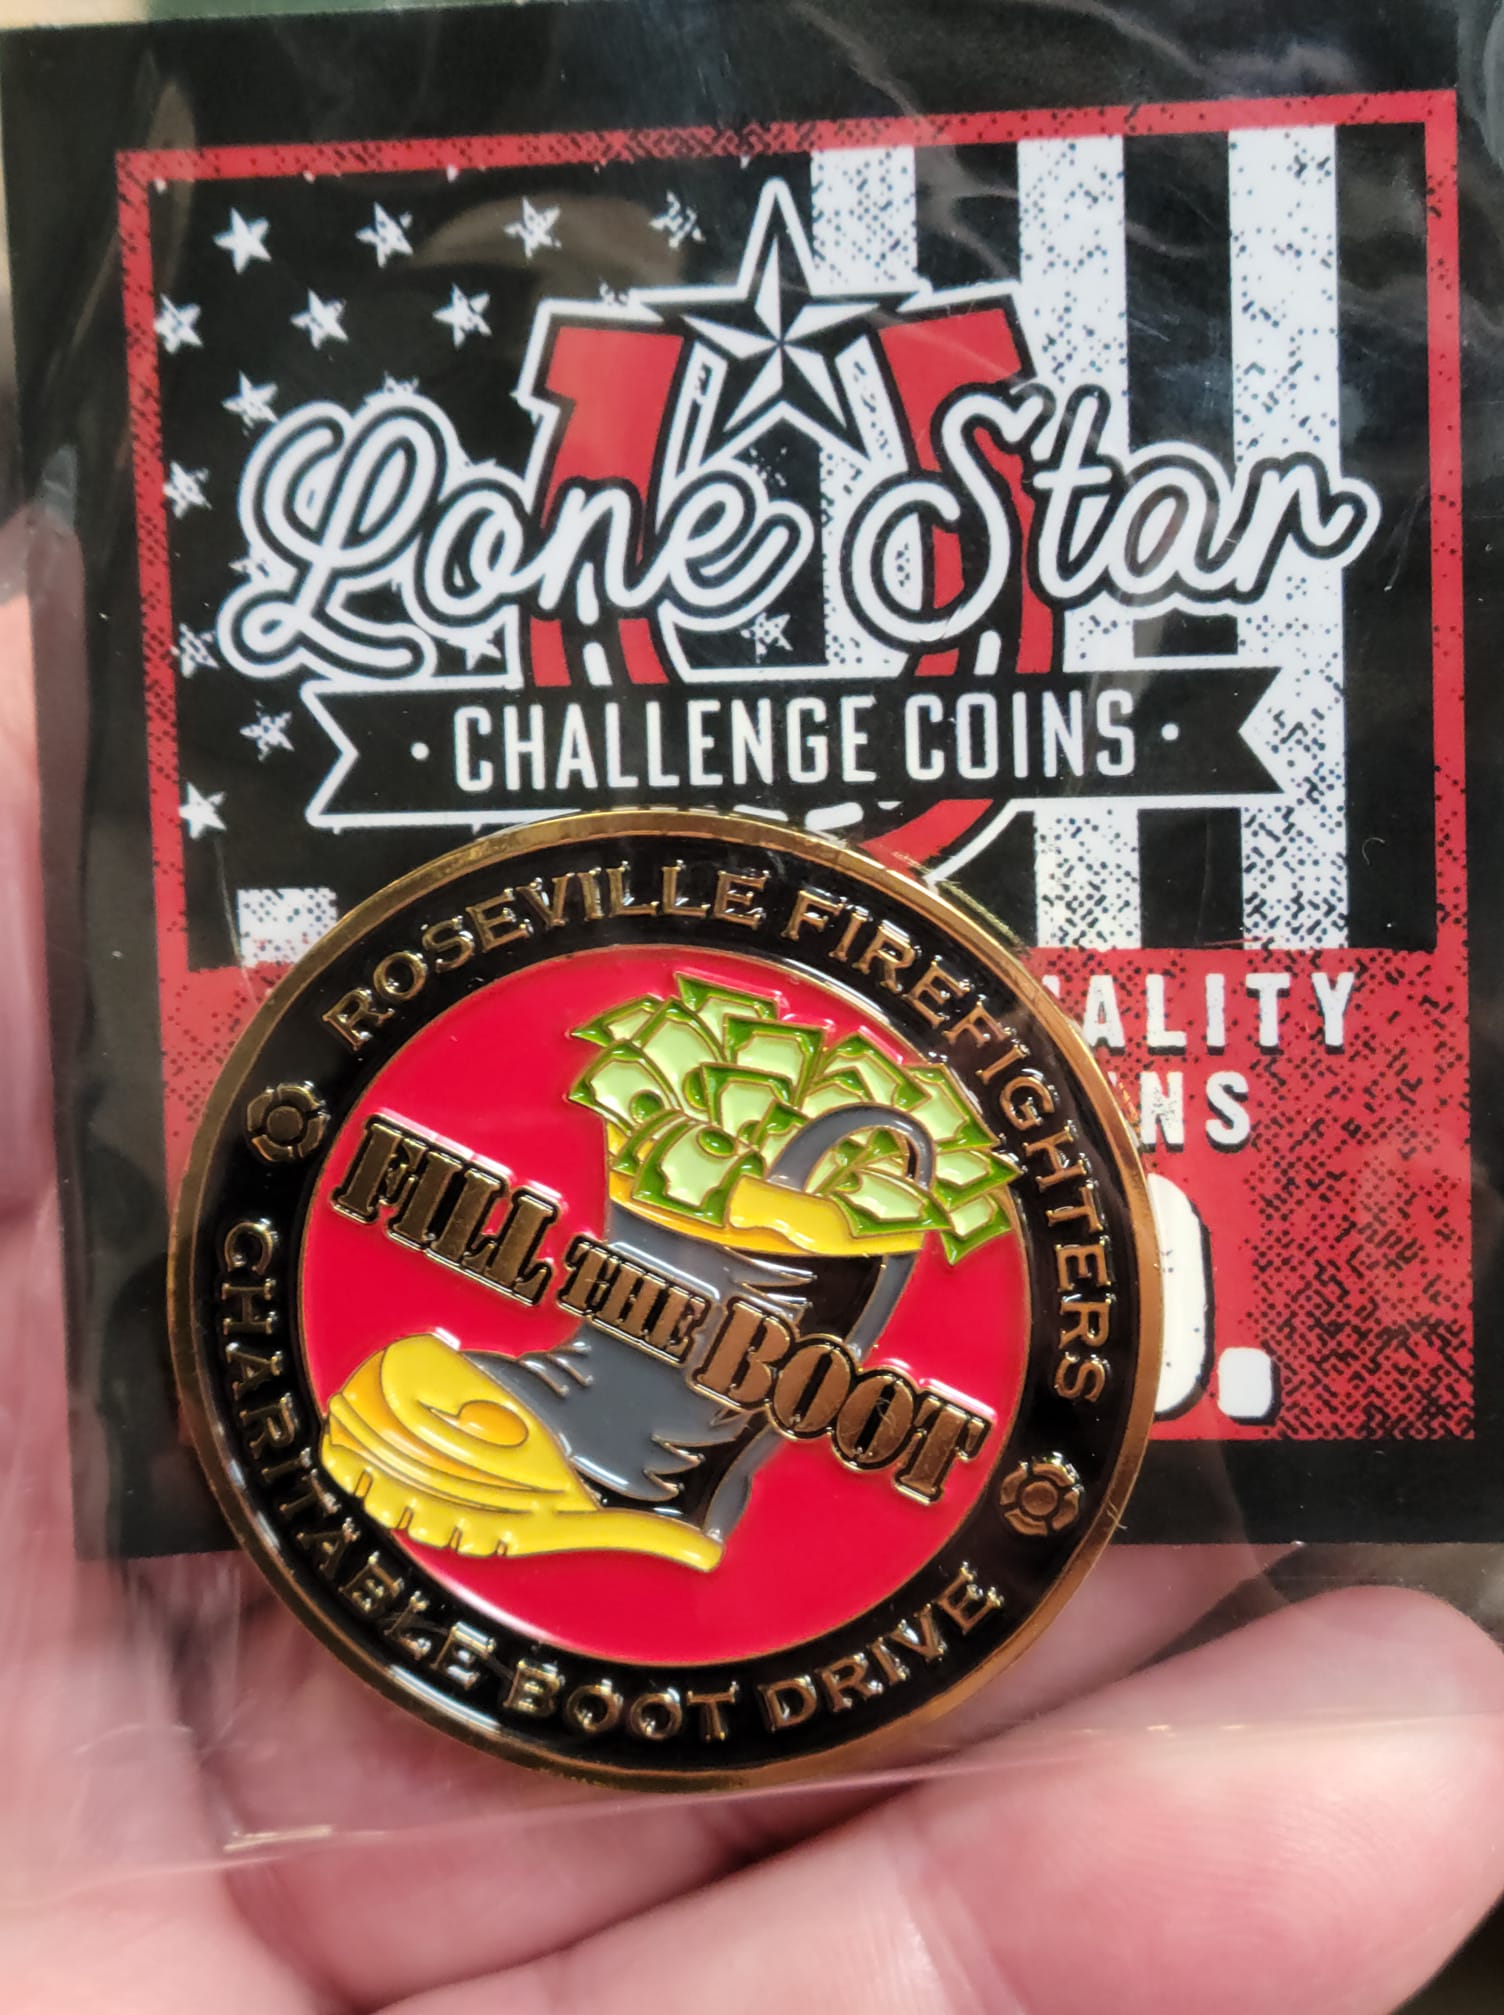 Lone Star
· CHALLENGE COINS ·
ROSEVILLE FIREFIGHTERS
FILL THE BOOT
CHARITABLE BOOT DRIVE